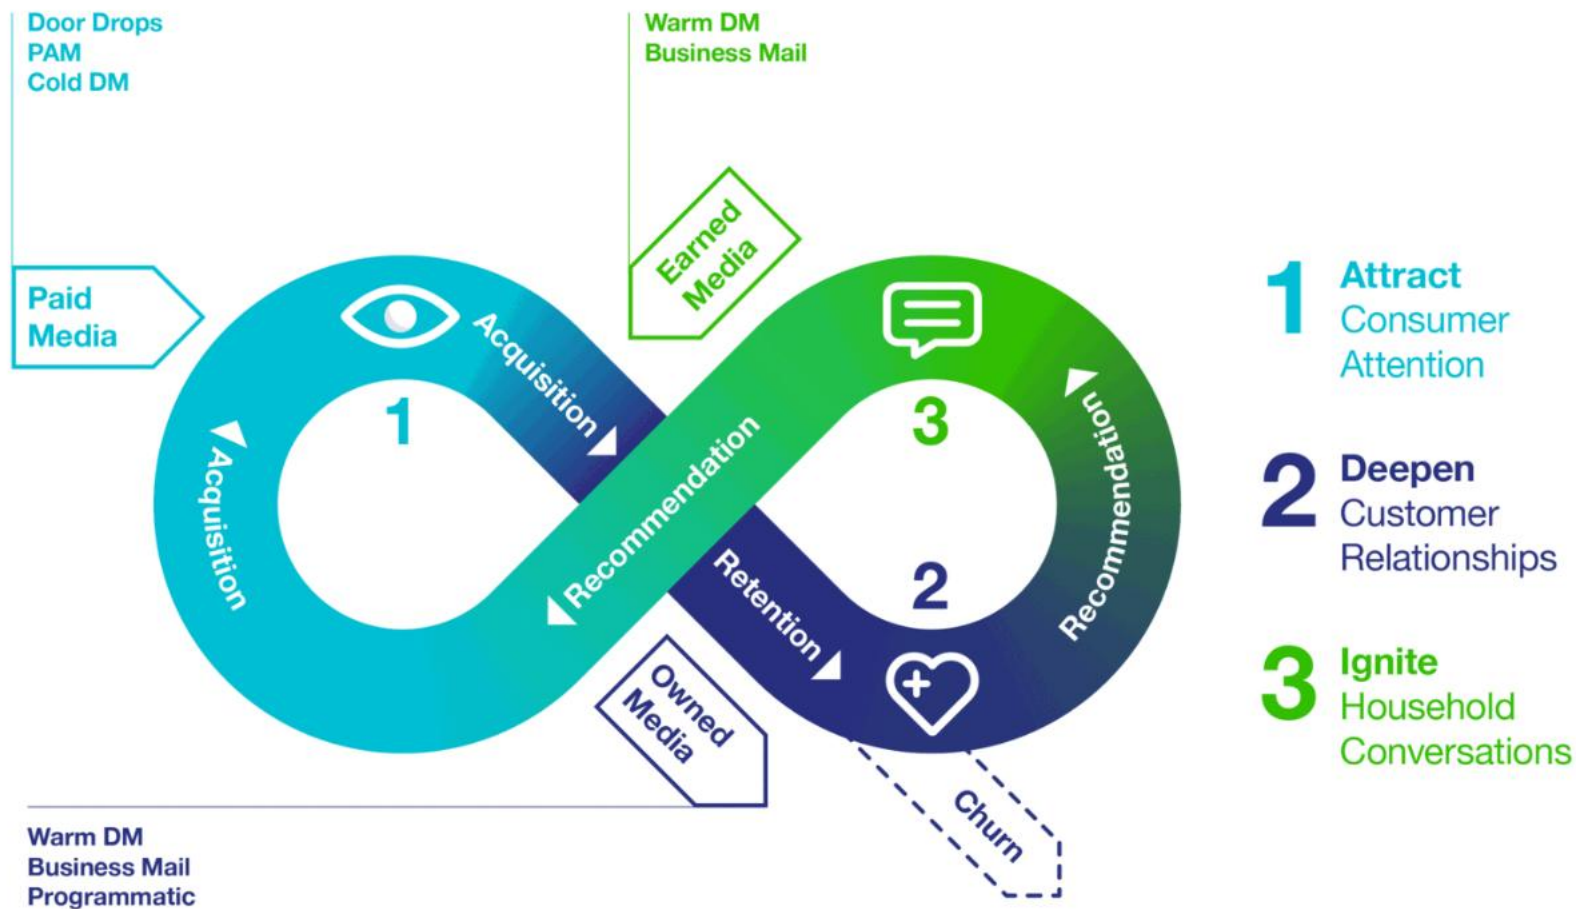 Door Drops
PAM
Cold DM
Warm DM
Business Mail
Paid
Media
Earned
Media
Acquisition
1
Acquisition
Recommendation
3
Recommendation
Retention
2
Owned
Media
Churn
Warm DM
Business Mail
Programmatic
1
Attract
Consumer
Attention
2
Deepen
Customer
Relationships
3
Ignite
Household
Conversations